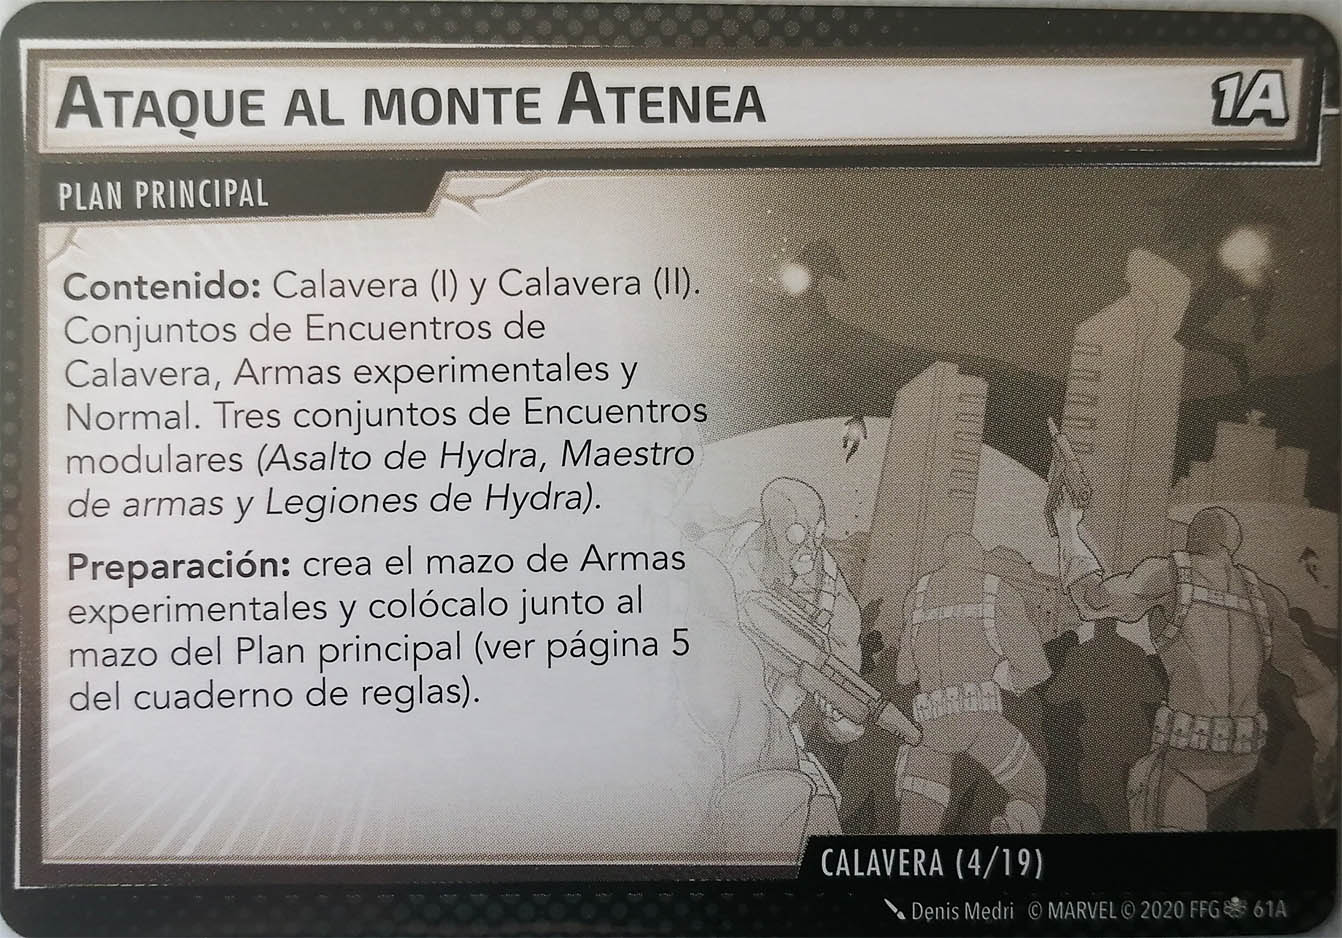 ATAQUE AL MONTE ATENEA
1A
PLAN PRINCIPAL
Contenido: Calavera (I) y Calavera (II).
Conjuntos de Encuentros de
Calavera, Armas experimentales y
Normal. Tres conjuntos de Encuentros
modulares (Asalto de Hydra, Maestro
de armas y Legiones de Hydra).
Preparación: crea el mazo de Armas
experimentales y colócalo junto al
mazo del Plan principal (ver página 5
del cuaderno de reglas).
CALAVERA (4/19)
Denis Medri © MARVEL © 2020 FFG 61A